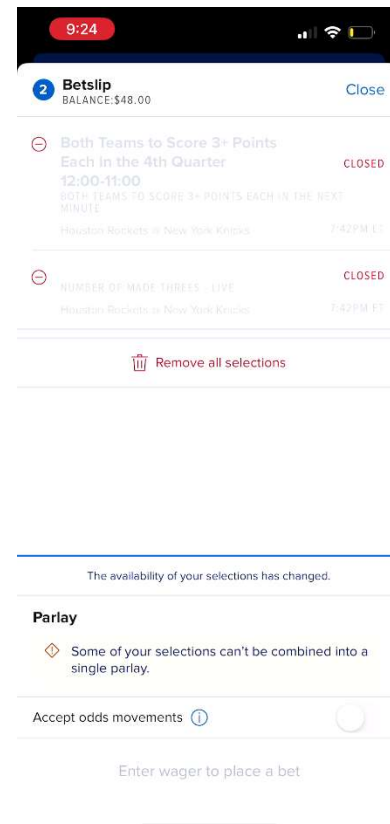 9:24
2
Betslip
BALANCE:$48.00
Close
Both Teams to Score 3+ Points
Each in the 4th Quarter
12:00-11:00
CLOSED
BOTH TEAMS TO SCORE 3+ POINTS EACH IN THE NEXT
MINUTE
Houston Rockets @ New York Knicks
7:42PM ET
CLOSED
NUMBER OF MADE THREES - LIVE
Houston Rockets @ New York Knicks
7:42PM ET
Remove all selections
The availability of your selections has changed.
Parlay
Some of your selections can't be combined into a
single parlay.
Accept odds movements
Enter wager to place a bet